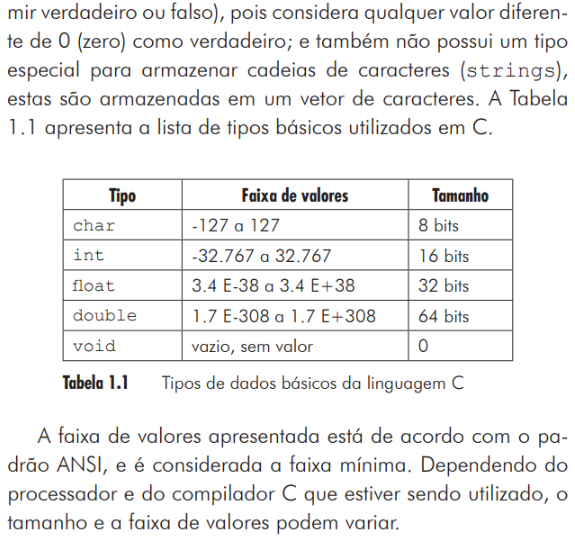 mir verdadeiro ou falso), pois considera qualquer valor diferen-
te de 0 (zero) como verdadeiro; e também não possui um tipo
especial para armazenar cadeias de caracteres (strings),
estas são armazenadas em um vetor de caracteres. A Tabela
1.1 apresenta a lista de tipos básicos utilizados em C.
Tipo Faixa de valores Tamanho
char -127 a 127 8 bits
int -32.767 a 32.767 16 bits
float 3.4 E-38 a 3.4 E+38 32 bits
double 1.7 E-308 a 1.7 E+308 64 bits
void vazio, sem valor 0
Tabela 1.1 Tipos de dados básicos da linguagem C
A faixa de valores apresentada está de acordo com o pa-
drão ANSI, e é considerada a faixa mínima. Dependendo do
processador e do compilador C que estiver sendo utilizado, o
tamanho e a faixa de valores podem variar.